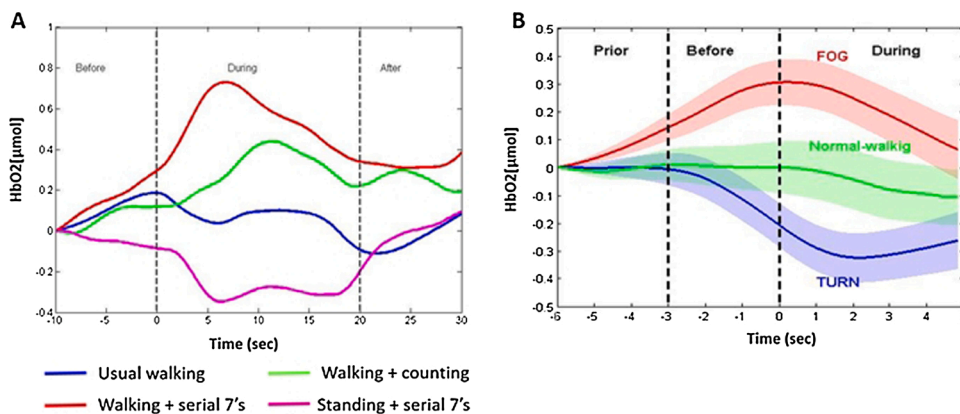 A
HbO2[µmol]
1
0.8
0.6
0.4
0.2
0
-0.2
-0.4
Before
During
After
-10
-5
0
5
10
15
20
25
30
Time (sec)
B
HbO2[µmol]
0.5
0.4
0.3
0.2
0.1
0
-0.1
-0.2
-0.3
-0.4
-0.5
Prior
Before
During
FOG
Normal-walkig
TURN
-6
-5
-4
-3
-2
-1
0
1
2
3
4
Time (sec)
Usual walking
Walking + counting
Walking + serial 7's
Standing + serial 7's